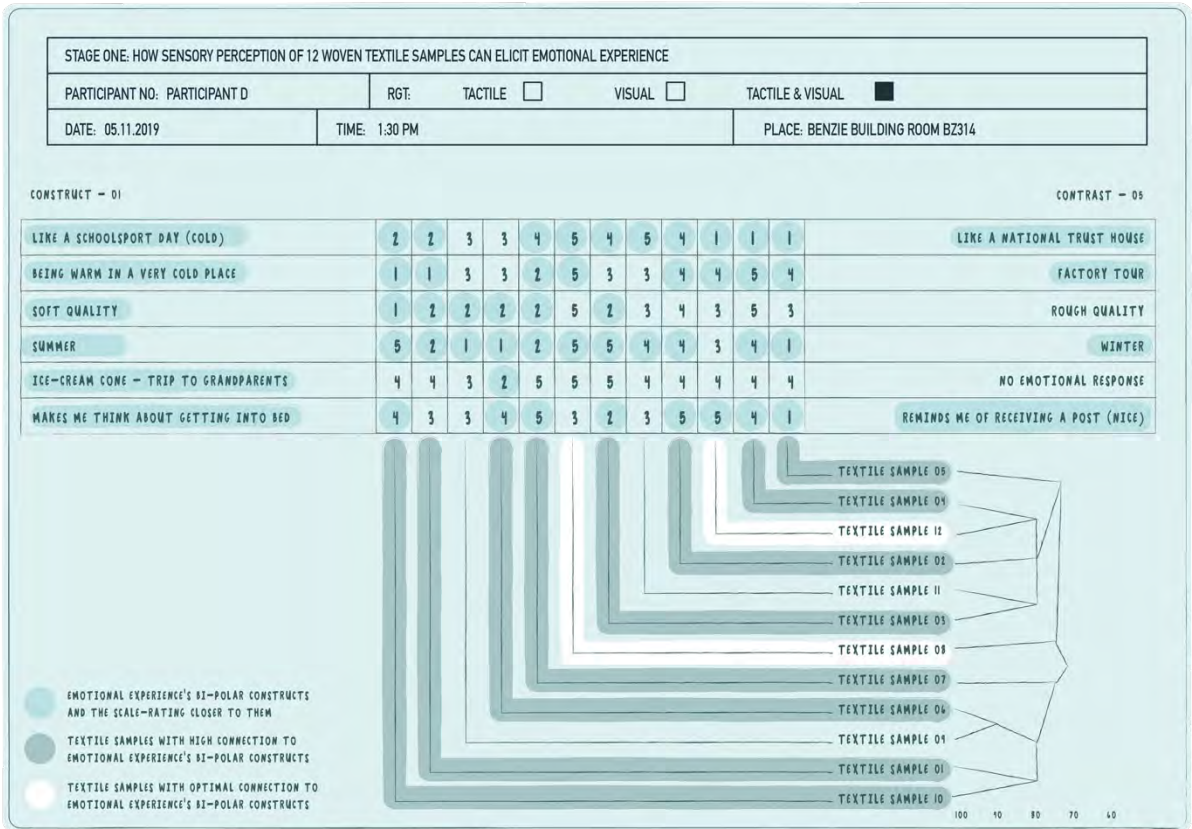 STAGE ONE: HOW SENSORY PERCEPTION OF 12 WOVEN TEXTILE SAMPLES CAN ELICIT EMOTIONAL EXPERIENCE
PARTICIPANT NO: PARTICIPANT D RGT: TACTILE VISUAL TACTILE & VISUAL
DATE: 05.11.2019 TIME: 1:30 PM PLACE: BENZIE BUILDING ROOM BZ314
CONSTRUCT - 01 CONTRAST - 05
LIKE A SCHOOLSPORT DAY (COLD) 2 2 3 3 4 5 4 5 4 1 1 1 LIKE A NATIONAL TRUST HOUSE
BEING WARM IN A VERY COLD PLACE 1 1 3 3 2 5 3 3 4 4 5 4 FACTORY TOUR
SOFT QUALITY 1 2 2 2 2 5 2 3 4 3 5 3 ROUGH QUALITY
SUMMER 5 2 1 1 2 5 5 4 4 3 4 1 WINTER
ICE-CREAM CONE - TRIP TO GRANDPARENTS 4 4 3 2 5 5 5 4 4 4 4 4 NO EMOTIONAL RESPONSE
MAKES ME THINK ABOUT GETTING INTO BED 4 3 3 4 5 3 2 3 5 5 4 1 REMINDS ME OF RECEIVING A POST (NICE)
TEXTILE SAMPLE 05
TEXTILE SAMPLE 04
TEXTILE SAMPLE 12
TEXTILE SAMPLE 02
TEXTILE SAMPLE 11
TEXTILE SAMPLE 03
TEXTILE SAMPLE 08
TEXTILE SAMPLE 07
TEXTILE SAMPLE 06
TEXTILE SAMPLE 09
TEXTILE SAMPLE 01
TEXTILE SAMPLE 10
100 90 80 70 60
EMOTIONAL EXPERIENCE'S BI-POLAR CONSTRUCTS
AND THE SCALE-RATING CLOSER TO THEM
TEXTILE SAMPLES WITH HIGH CONNECTION TO
EMOTIONAL EXPERIENCE'S BI-POLAR CONSTRUCTS
TEXTILE SAMPLES WITH OPTIMAL CONNECTION TO
EMOTIONAL EXPERIENCE'S BI-POLAR CONSTRUCTS